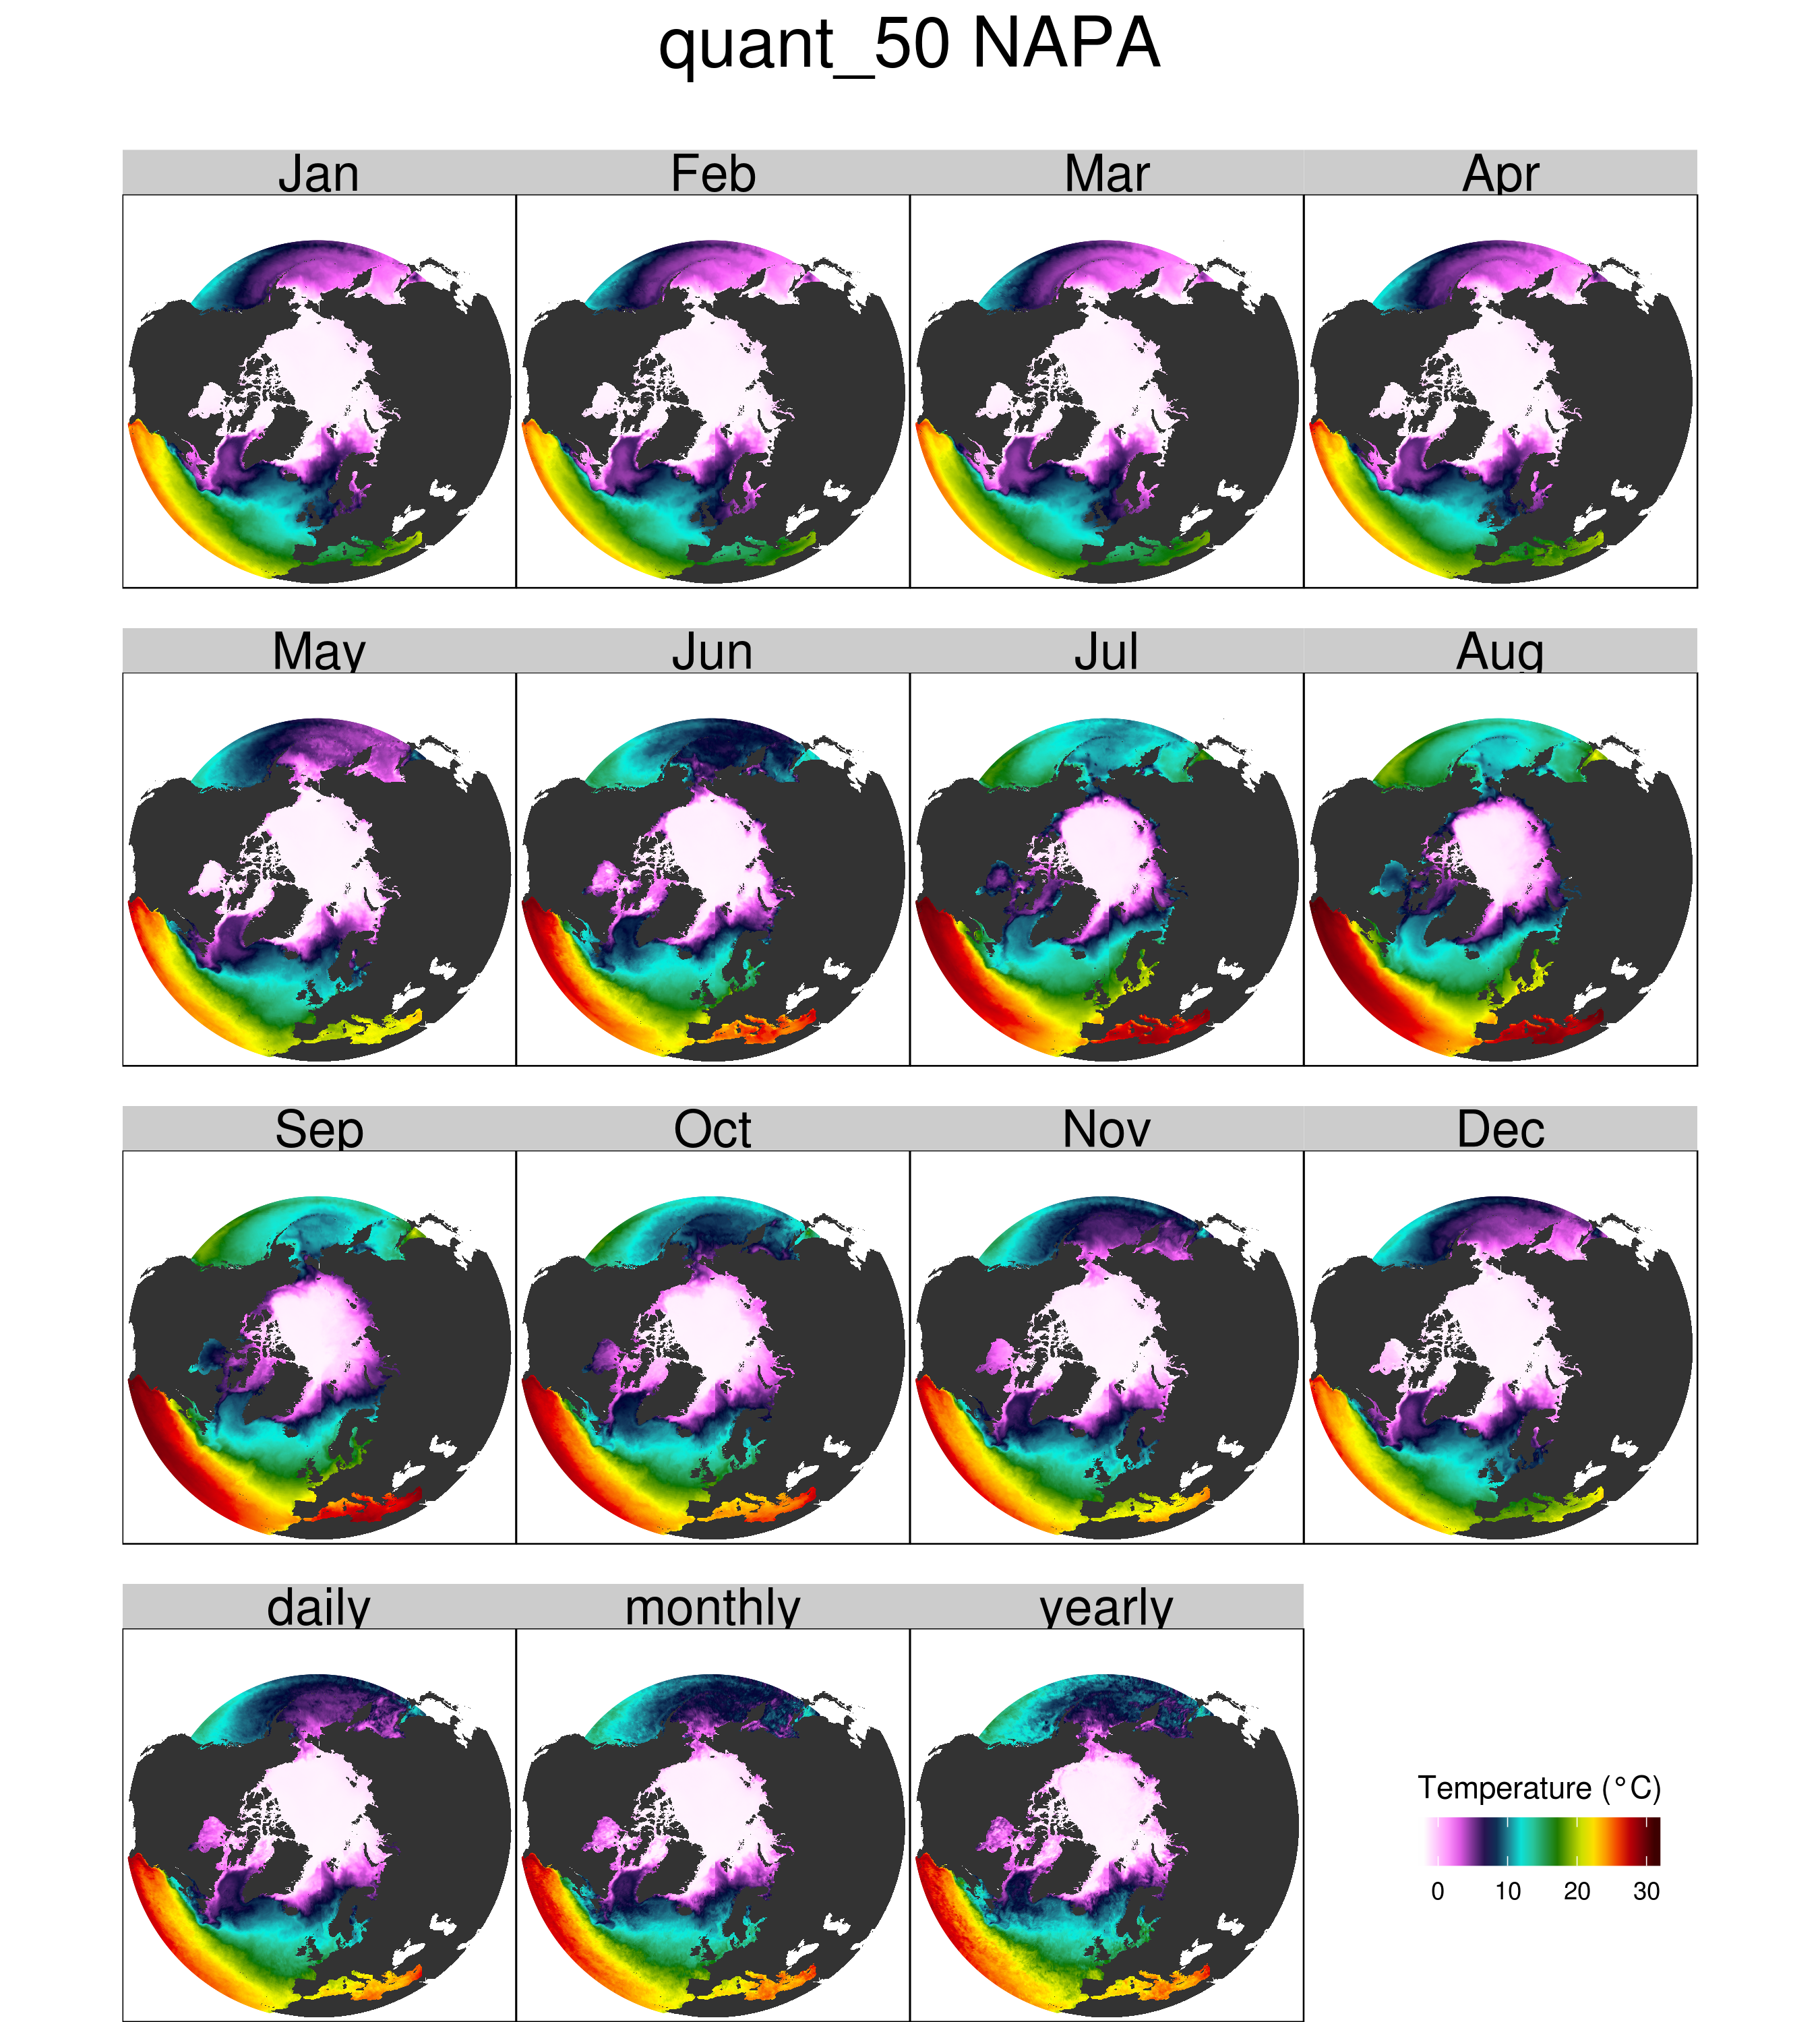 quant_50 NAPA
Jan Feb Mar Apr
May Jun Jul Aug
Sep Oct Nov Dec
daily monthly yearly
Temperature (°C)
0 10 20 30